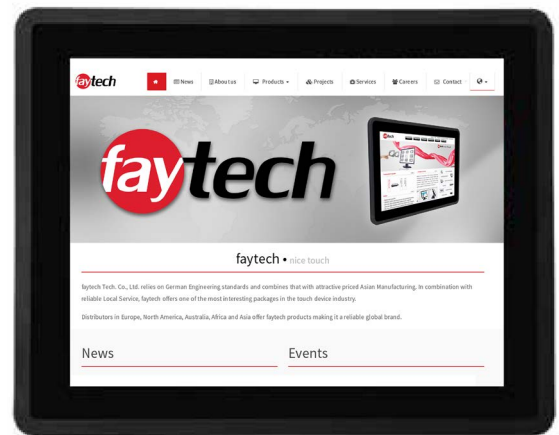 faytech
News
About us
Products
Projects
Services
Careers
Contact
faytech
faytech • nice touch
faytech Tech. Co., Ltd. relies on German Engineering standards and combines that with attractive priced Asian Manufacturing. In combination with
reliable Local Service, faytech offers one of the most interesting packages in the touch device industry.
Distributors in Europe, North America, Australia, Africa and Asia offer faytech products making it a reliable global brand.
News
Events